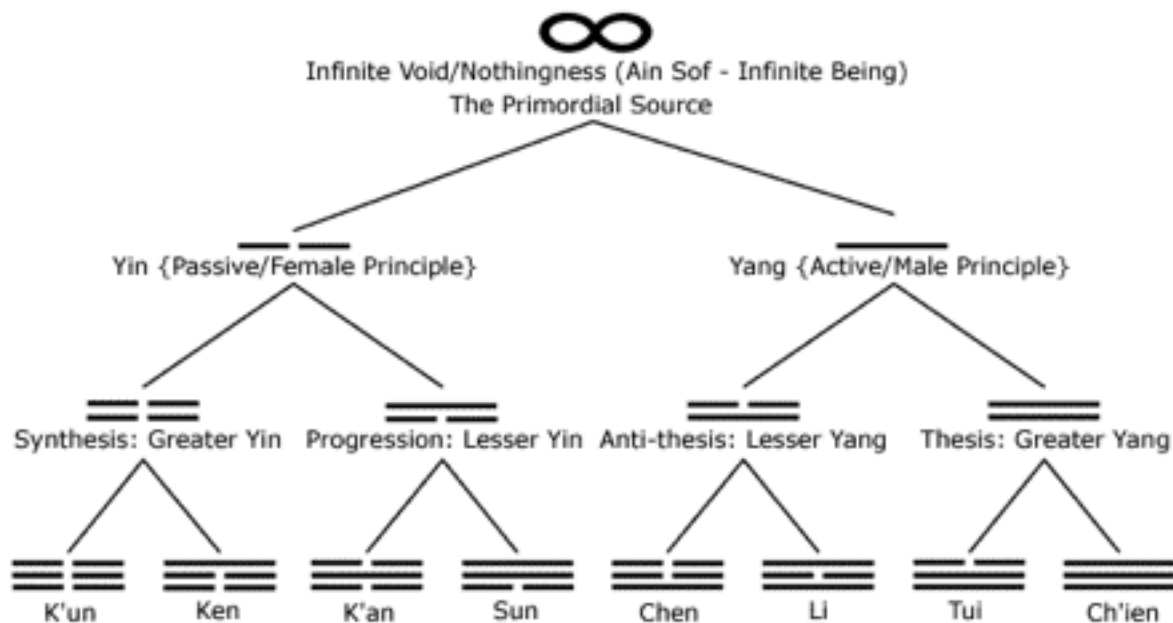 Infinite Void/Nothingness (Ain Sof - Infinite Being)
The Primordial Source
Yin {Passive/Female Principle}
Yang {Active/Male Principle}
Synthesis: Greater Yin
Progression: Lesser Yin
Anti-thesis: Lesser Yang
Thesis: Greater Yang
K'un
Ken
K'an
Sun
Chen
Li
Tui
Ch'ien